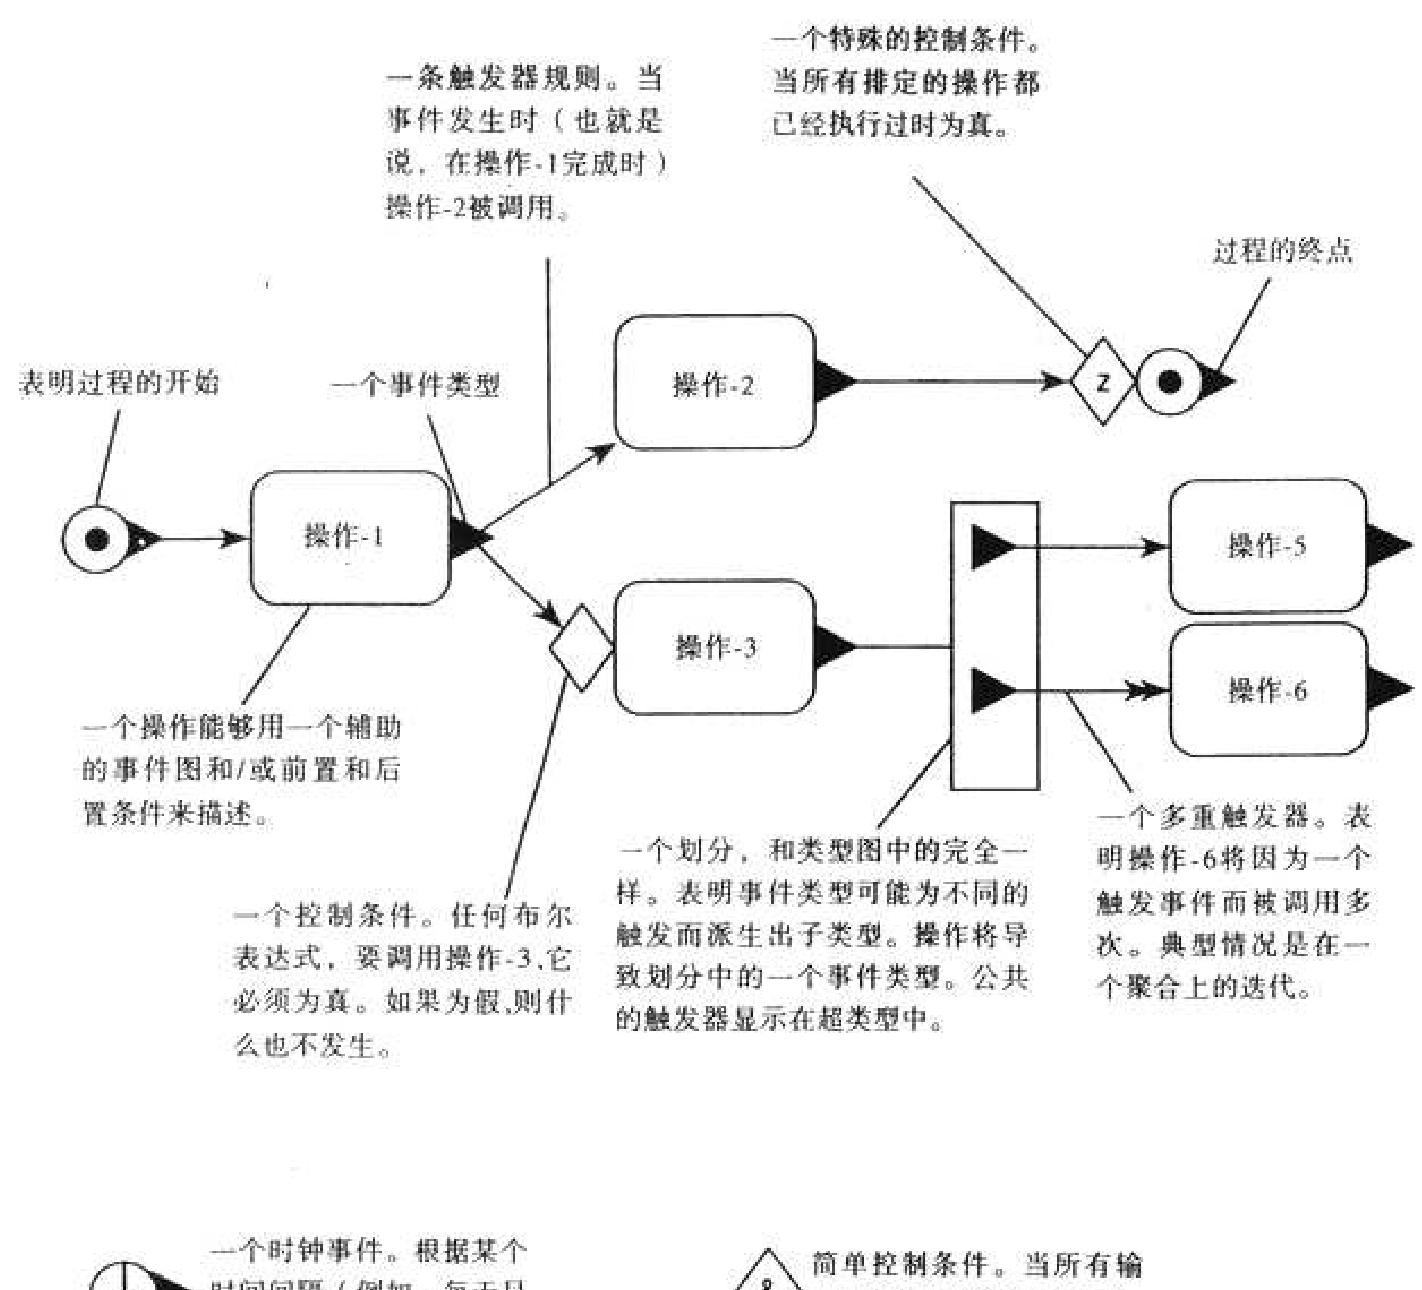 一个特殊的控制条件。
当所有排定的操作都
已经执行过时为真。
一条触发器规则。当
事件发生时（也就是
说，在操作-1完成时）
操作-2被调用。
过程的终点
表明过程的开始
一个事件类型
操作-2
Z
操作-1
操作-5
操作-3
操作-6
一个操作能够用一个辅助
的事件图和/或前置和后
置条件来描述。
一个控制条件。任何布尔
表达式，要调用操作-3,它
必须为真。如果为假,则什
么也不发生。
一个划分，和类型图中的完全一
样。表明事件类型可能为不同的
触发而派生出子类型。操作将导
致划分中的一个事件类型。公共
的触发器显示在超类型中。
一个多重触发器。表
明操作-6将因为一个
触发事件而被调用多
次。典型情况是在一
个聚合上的迭代。
一个时钟事件。根据某个
时间间隔（例如
简单控制条件。当所有输